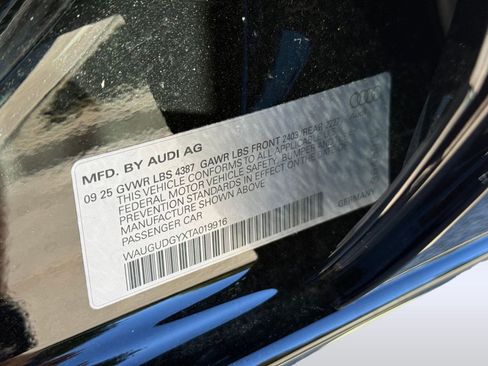 MFD. BY AUDI AG
09 25 GVWR LBS 4387 GAWR LBS FRONT 2403 REAR 2227
THIS VEHICLE CONFORMS TO ALL APPLICABLE
FEDERAL MOTOR VEHICLE SAFETY, BUMPER AND
PREVENTION STANDARDS IN EFFECT ON THE DATE OF
MANUFACTURE SHOWN ABOVE
PASSENGER CAR
WAUGUDGYXTA019916
GERMANY